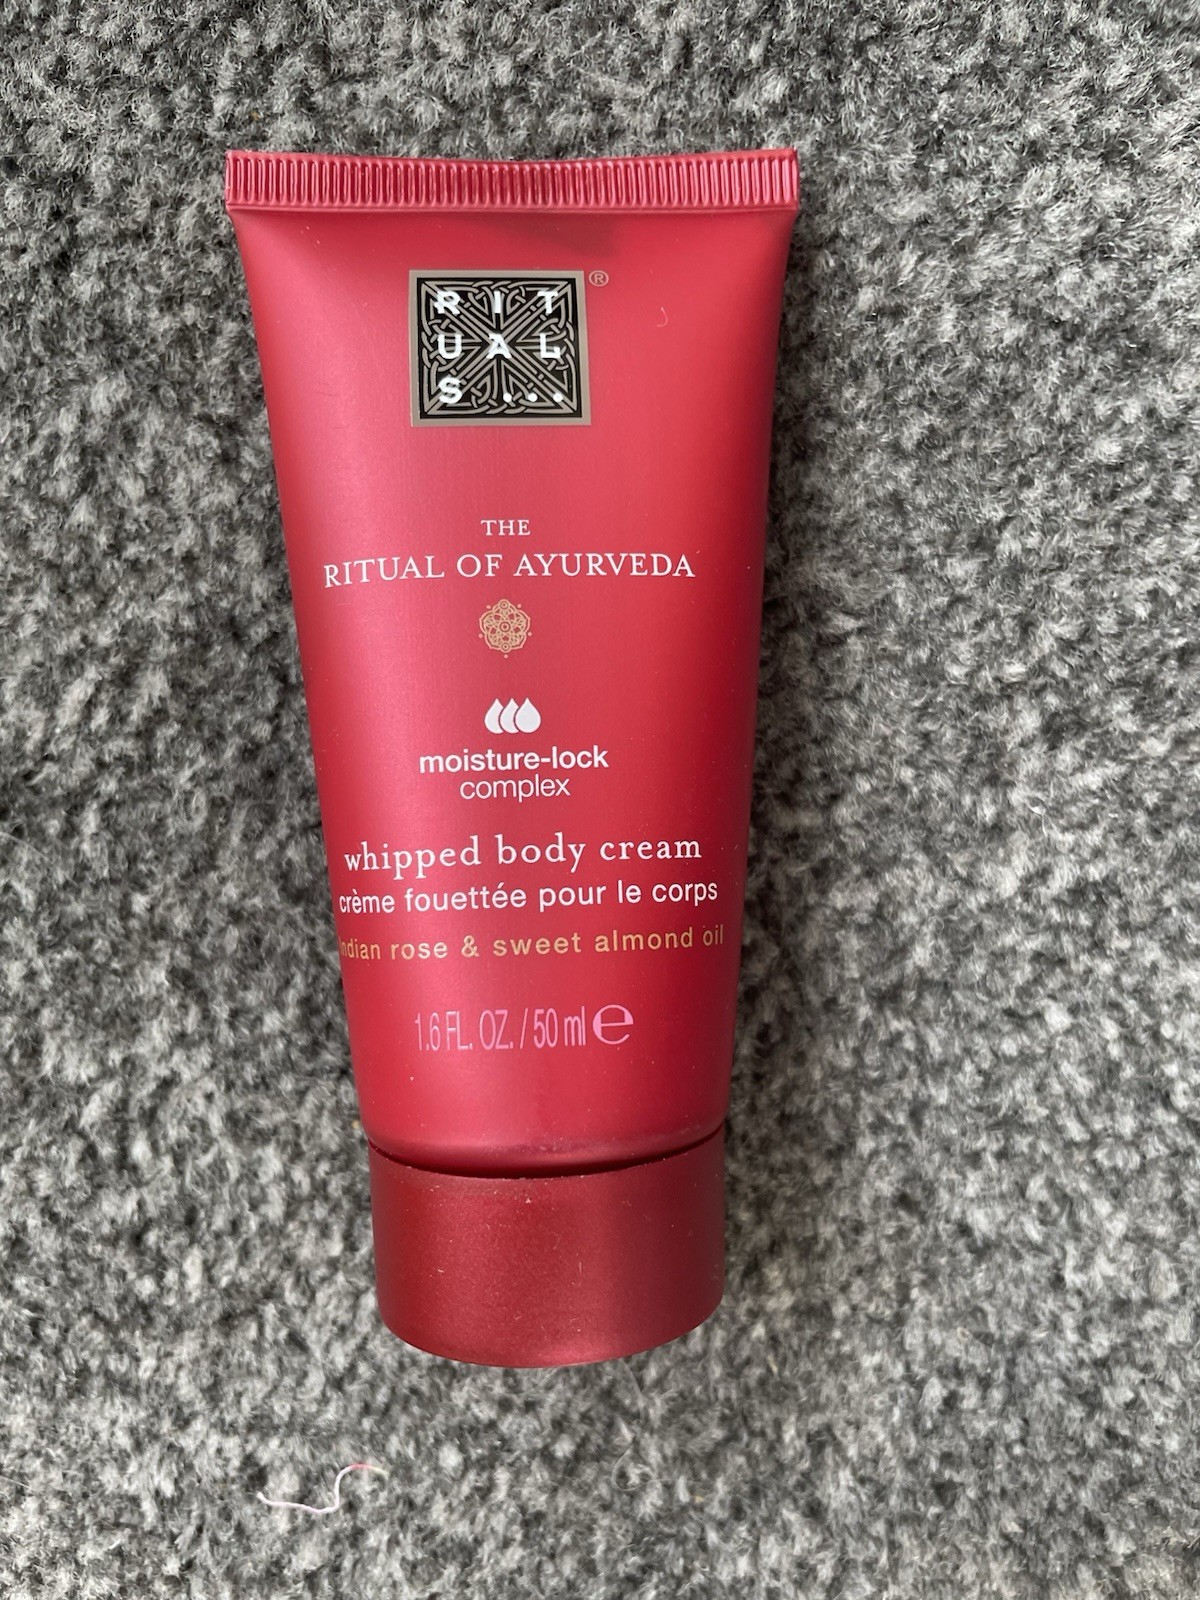 RIT
UAL
S...
®
THE
RITUAL OF AYURVEDA
moisture-lock
complex
whipped body cream
crème fouettée pour le corps
indian rose & sweet almond oil
1.6 FL. OZ. / 50 ml ℮